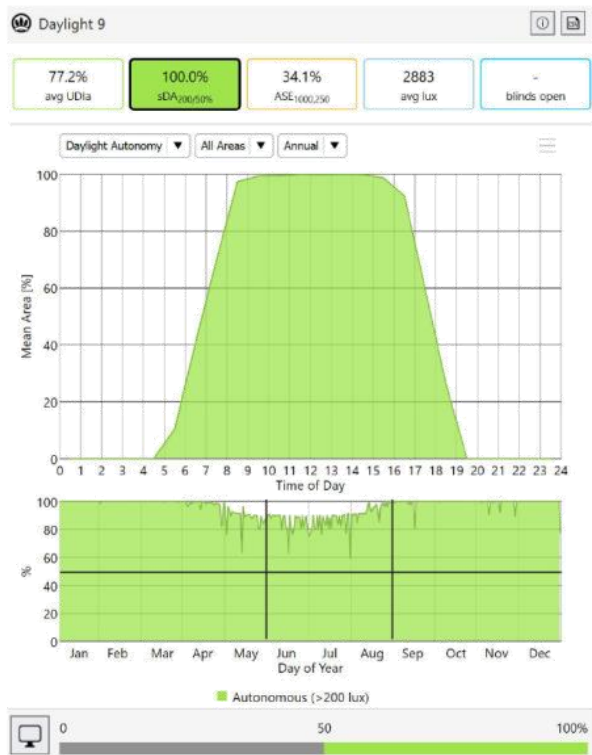 Daylight 9
77.2% 100.0% 34.1% 2883 -
avg UDIa sDA200/50% ASE1000,250 avg lux blinds open
Daylight Autonomy ▼ All Areas ▼ Annual ▼
100
80
60
40
20
0
Mean Area [%]
0 1 2 3 4 5 6 7 8 9 10 11 12 13 14 15 16 17 18 19 20 21 22 23 24
Time of Day
100
80
60
40
20
0
%
Jan Feb Mar Apr May Jun Jul Aug Sep Oct Nov Dec
Day of Year
Autonomous (>200 lux)
0 50 100%